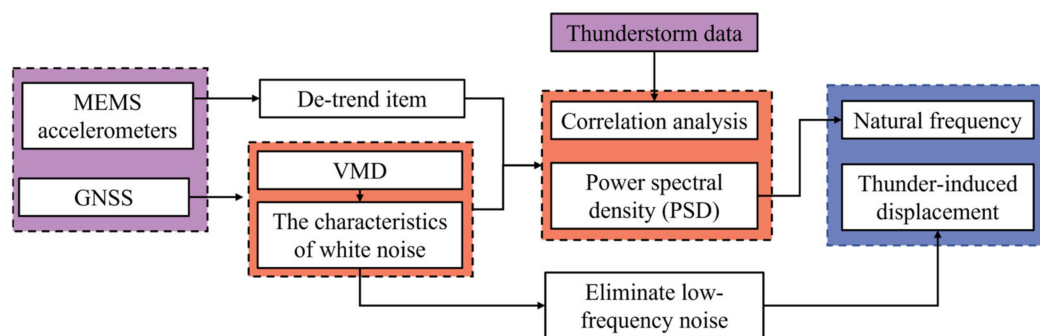 Thunderstorm data
MEMS
accelerometers
De-trend item
Correlation analysis
Natural frequency
VMD
GNSS
Power spectral
density (PSD)
Thunder-induced
displacement
The characteristics
of white noise
Eliminate low-
frequency noise